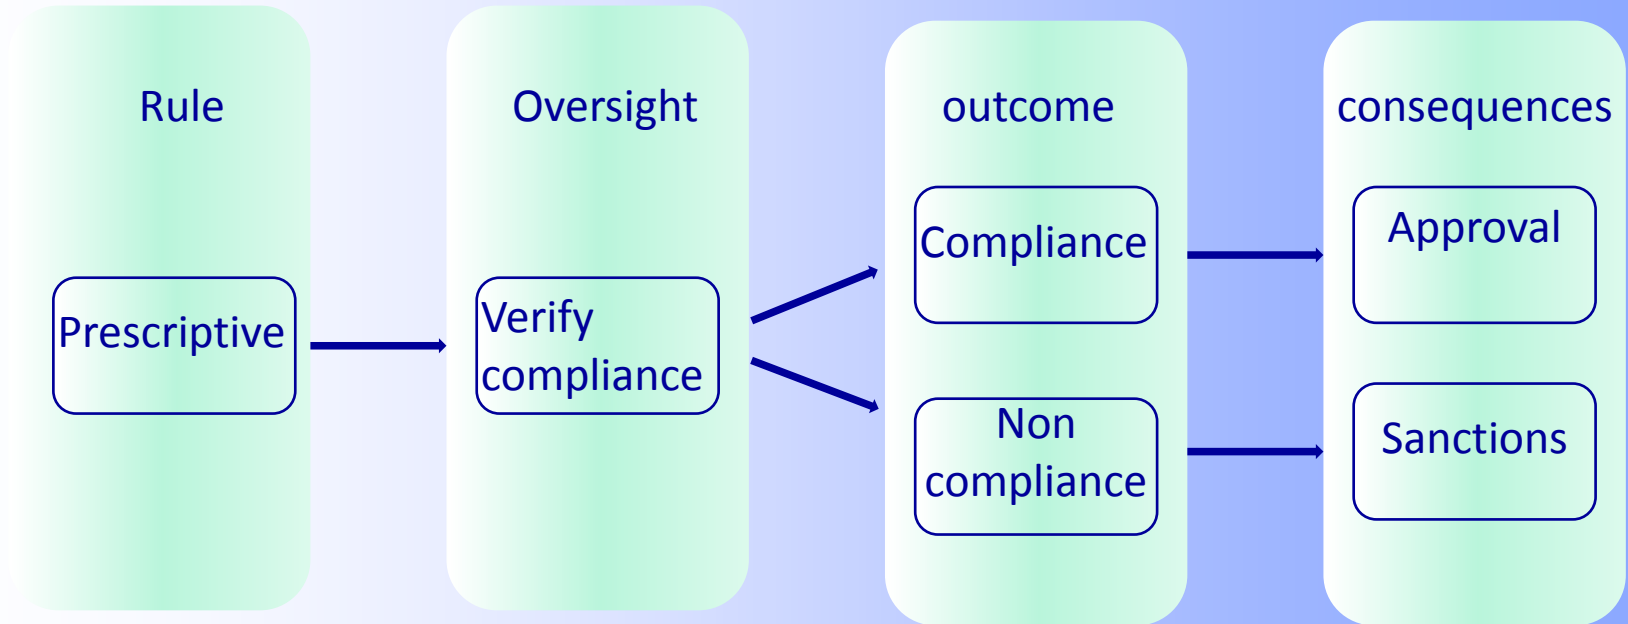 Rule
Prescriptive
Oversight
Verify
compliance
outcome
Compliance
Non
compliance
consequences
Approval
Sanctions